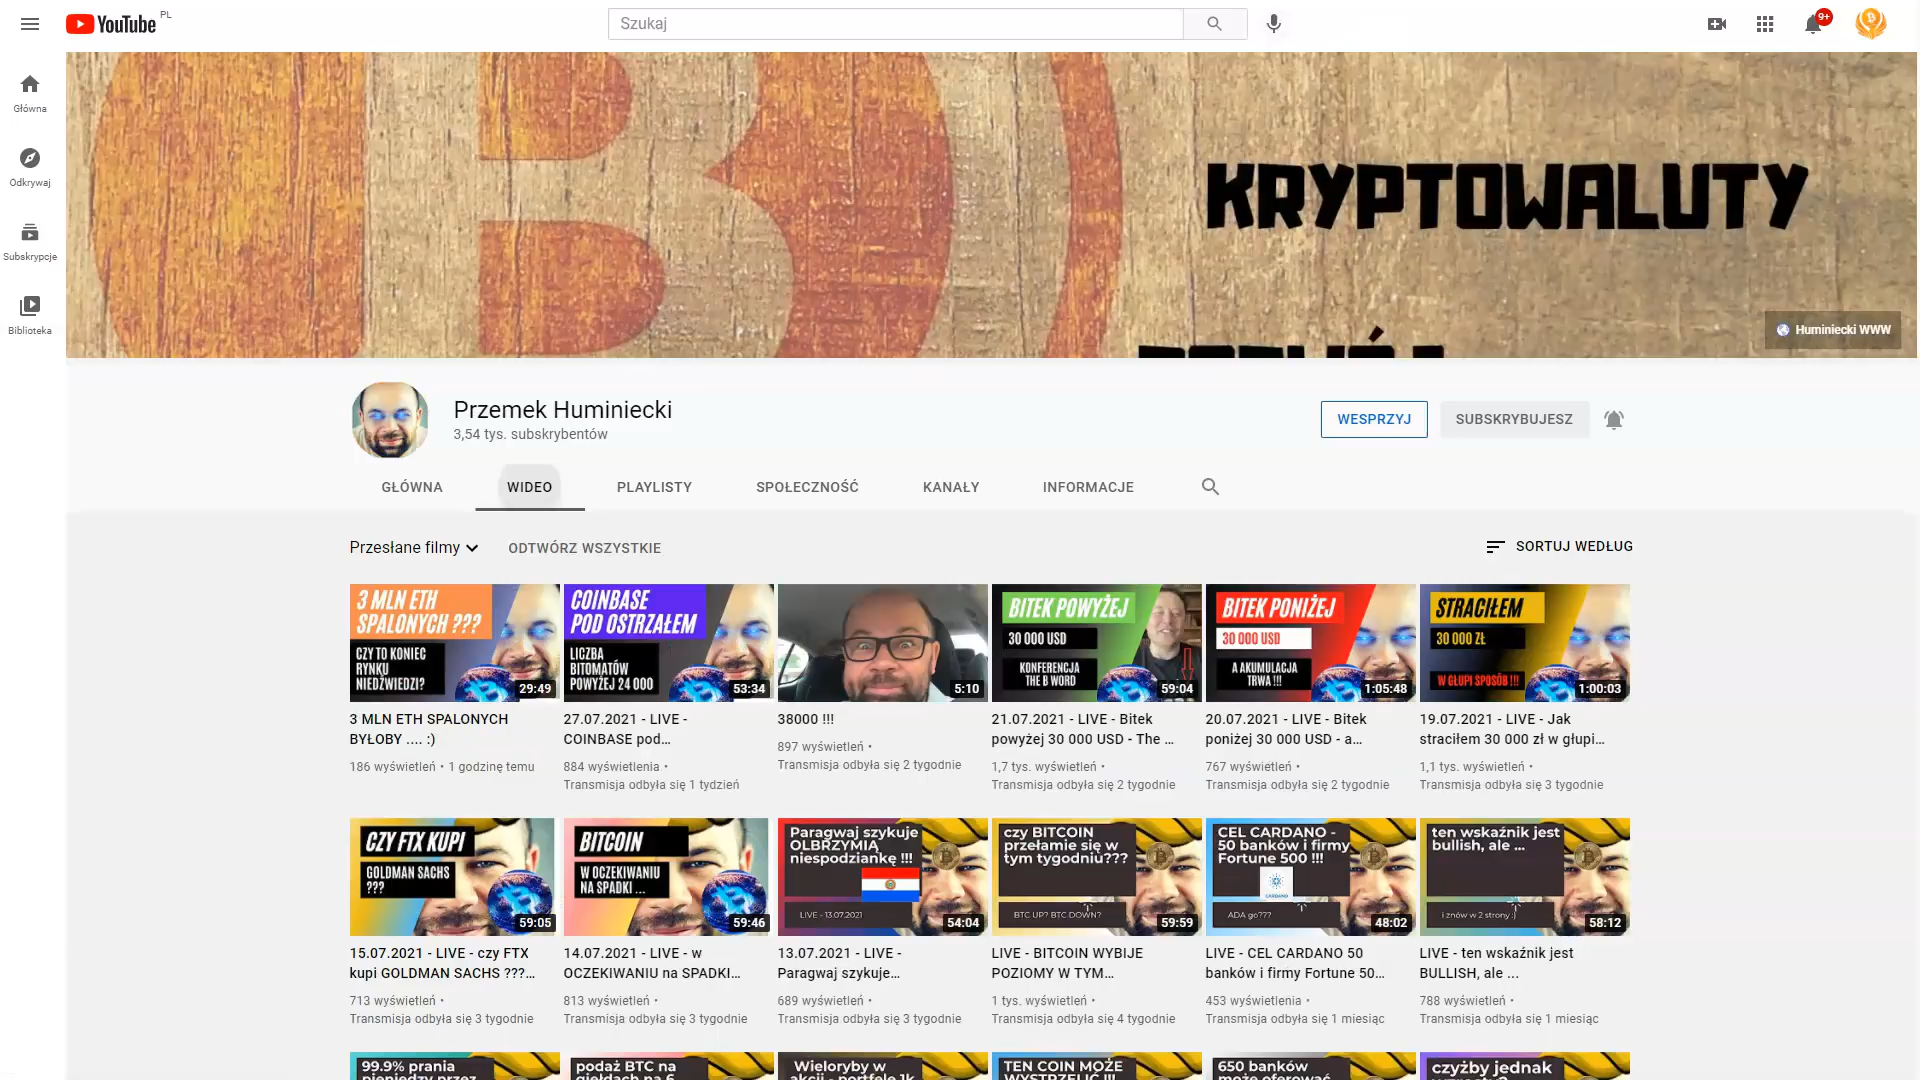 YouTube PL
Szukaj
9+
Główna
Odkrywaj
Subskrypcje
Biblioteka
KRYPTOWALUTY
Huminiecki WWW
Przemek Huminiecki
3,54 tys. subskrybentów
WESPRZYJ
SUBSKRYBUJESZ
GŁÓWNA
WIDEO
PLAYLISTY
SPOŁECZNOŚĆ
KANAŁY
INFORMACJE
Przesłane filmy
ODTWÓRZ WSZYSTKIE
SORTUJ WEDŁUG
3 MLN ETH
SPALONYCH ???
CZY TO KONIEC
RYNKU
NIEDŹWIEDZI?
29:49
3 MLN ETH SPALONYCH
BYŁOBY .... :)
186 wyświetleń • 1 godzinę temu
COINBASE
POD OSTRZAŁEM
LICZBA
BITOMATÓW
POWYŻEJ 24 000
53:34
27.07.2021 - LIVE -
COINBASE pod...
884 wyświetlenia •
Transmisja odbyła się 1 tydzień
5:10
38000 !!!
897 wyświetleń •
Transmisja odbyła się 2 tygodnie
BITEK POWYŻEJ
30 000 USD
KONFERENCJA
THE B WORD
59:04
21.07.2021 - LIVE - Bitek
powyżej 30 000 USD - The ...
1,7 tys. wyświetleń •
Transmisja odbyła się 2 tygodnie
BITEK PONIŻEJ
30 000 USD
A AKUMULACJA
TRWA !!!
1:05:48
20.07.2021 - LIVE - Bitek
poniżej 30 000 USD - a...
767 wyświetleń •
Transmisja odbyła się 2 tygodnie
STRACIŁEM
30 000 ZŁ
W GŁUPI SPOSÓB !!!
1:00:03
19.07.2021 - LIVE - Jak
straciłem 30 000 zł w głupi...
1,1 tys. wyświetleń •
Transmisja odbyła się 3 tygodnie
CZY FTX KUPI
GOLDMAN SACHS
???
59:05
15.07.2021 - LIVE - czy FTX
kupi GOLDMAN SACHS ???...
713 wyświetleń •
Transmisja odbyła się 3 tygodnie
BITCOIN
W OCZEKIWANIU
NA SPADKI ...
59:46
14.07.2021 - LIVE - w
OCZEKIWANIU na SPADKI...
813 wyświetleń •
Transmisja odbyła się 3 tygodnie
Paragwaj szykuje
OLBRZYMIĄ
niespodziankę !!!
LIVE - 13.07.2021
54:04
13.07.2021 - LIVE -
Paragwaj szykuje...
689 wyświetleń •
Transmisja odbyła się 3 tygodnie
czy BITCOIN
przełamie się w
tym tygodniu???
BTC UP? BTC DOWN?
59:59
LIVE - BITCOIN WYBIJE
POZIOMY W TYM...
1 tys. wyświetleń •
Transmisja odbyła się 4 tygodnie
CEL CARDANO -
50 banków i firmy
Fortune 500 !!!
CARDANO
ADA go???
48:02
LIVE - CEL CARDANO 50
banków i firmy Fortune 50...
453 wyświetlenia •
Transmisja odbyła się 1 miesiąc
ten wskaźnik jest
bullish, ale ...
i znów w 2 strony :)
58:12
LIVE - ten wskaźnik jest
BULLISH, ale ...
788 wyświetleń •
Transmisja odbyła się 1 miesiąc
99.9% prania
pieniędzy przez
podaż BTC na
giełdach na 6
Wieloryby w
akcji - portfele 1k
TEN COIN MOŻE
WYSTRZELIĆ !!!
650 banków
może oferować
czyżby jednak